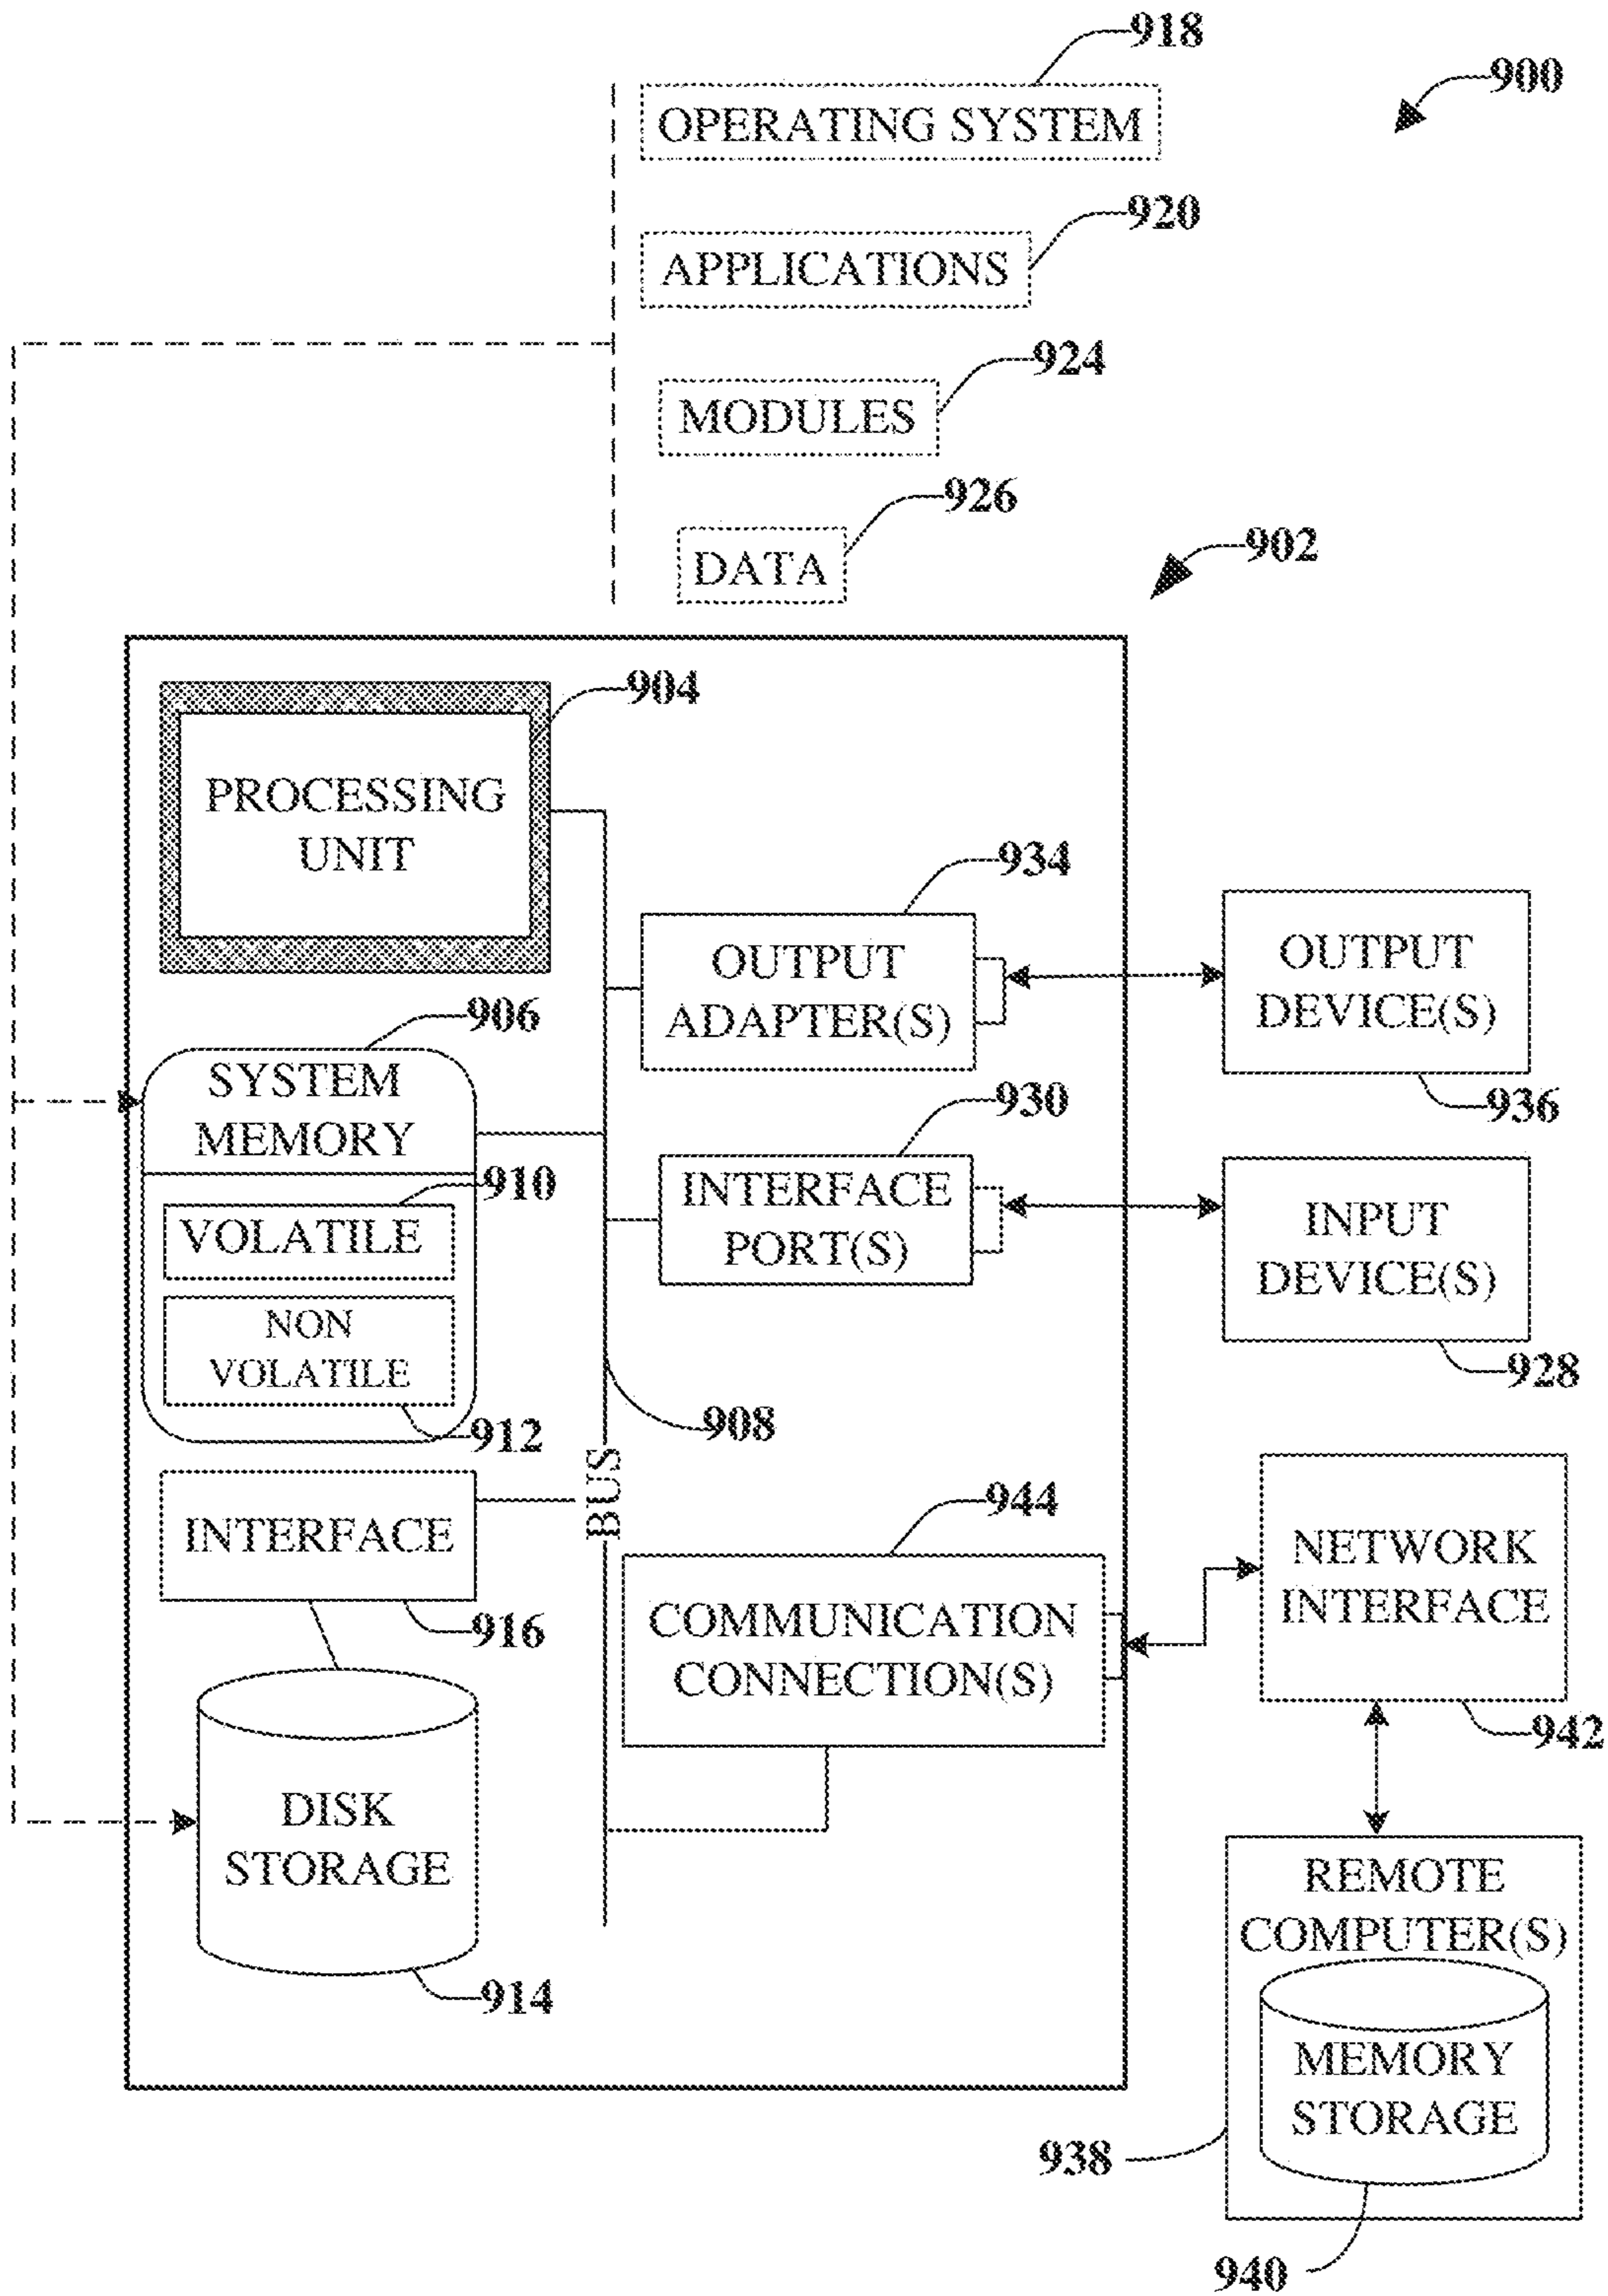 918
900
OPERATING SYSTEM
920
APPLICATIONS
924
MODULES
926
DATA
902
904
PROCESSING
UNIT
934
OUTPUT
ADAPTER(S)
OUTPUT
DEVICE(S)
936
906
SYSTEM
MEMORY
910
VOLATILE
NON
VOLATILE
912
930
INTERFACE
PORT(S)
INPUT
DEVICE(S)
928
908
BUS
INTERFACE
916
944
COMMUNICATION
CONNECTION(S)
NETWORK
INTERFACE
942
DISK
STORAGE
914
REMOTE
COMPUTER(S)
MEMORY
STORAGE
938
940